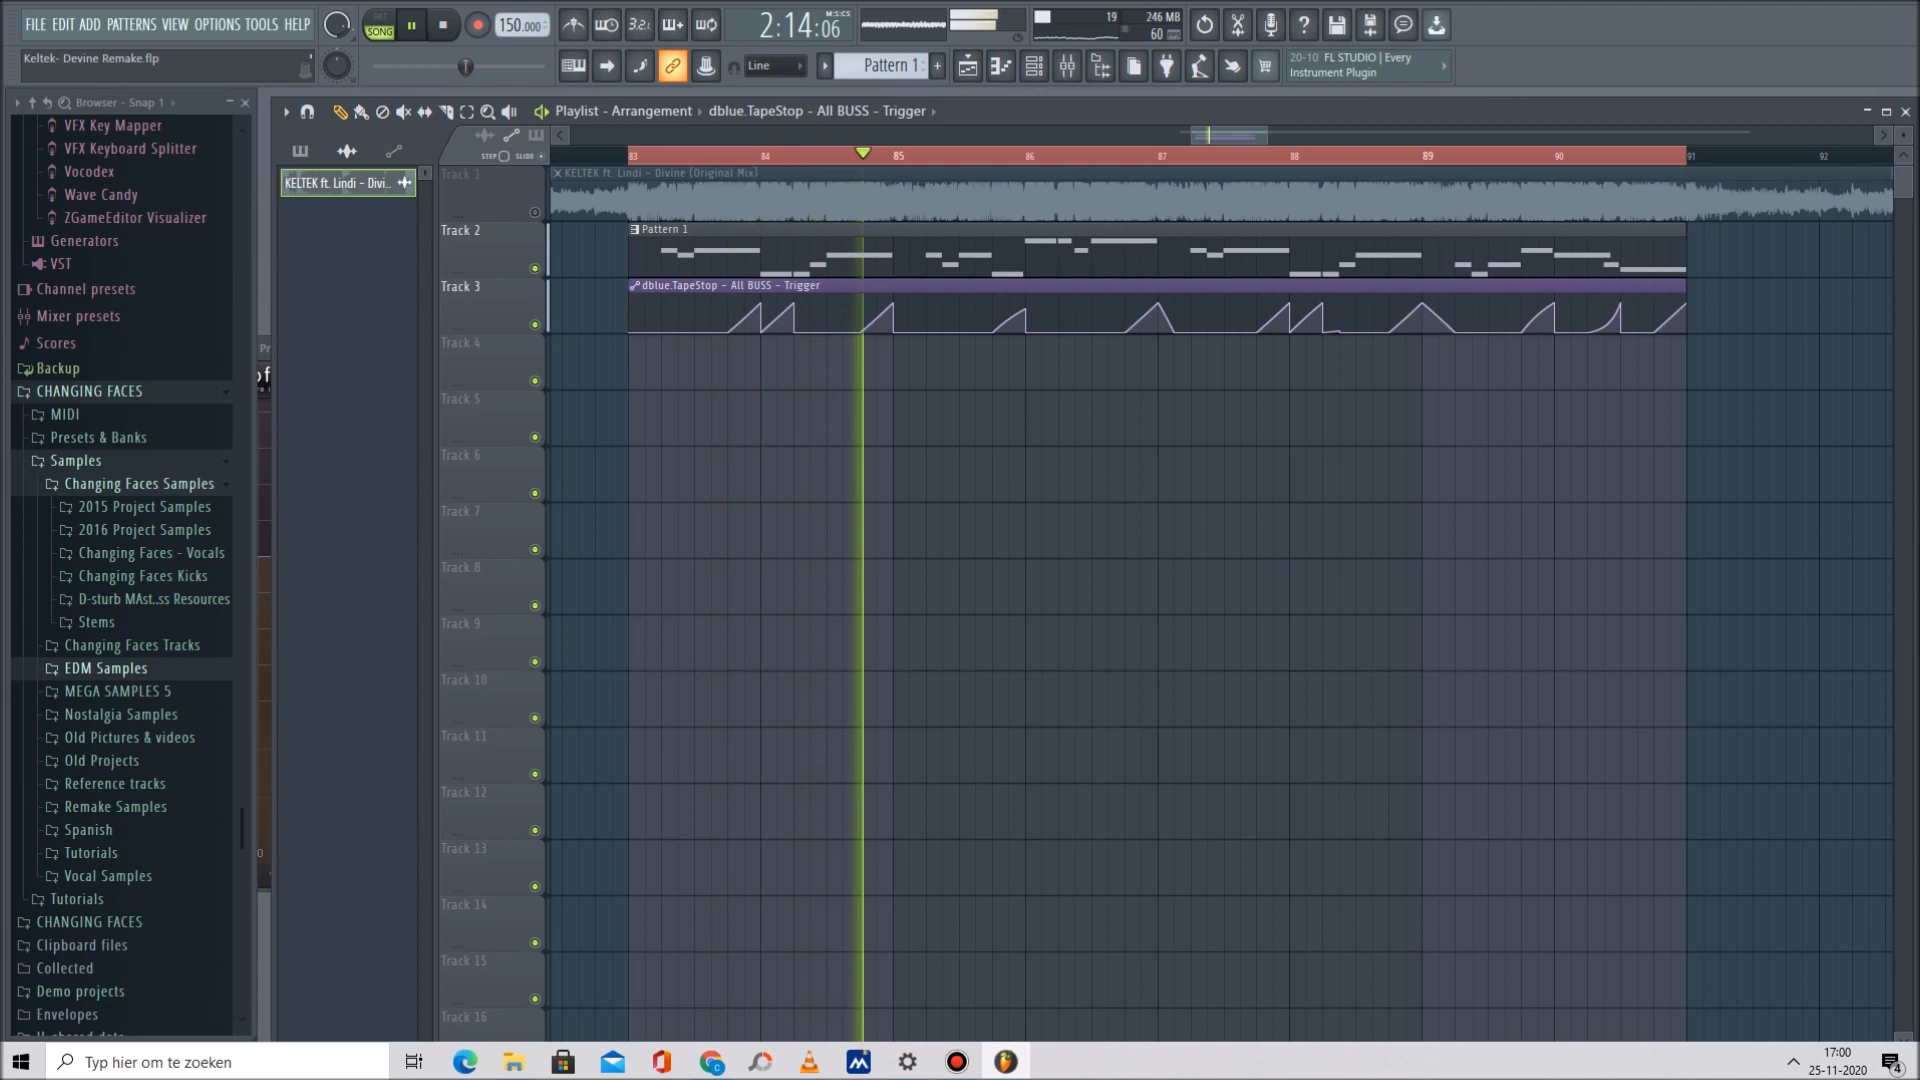 FILE EDIT ADD PATTERNS VIEW OPTIONS TOOLS HELP
PAT
SONG
150.000
3.2.
2:14:06
M:S:CS
19
246 MB
60
Keltek- Devine Remake.flp
Line
Pattern 1
20-10 FL STUDIO | Every
Instrument Plugin
Browser - Snap 1
Playlist - Arrangement
dblue.TapeStop - All BUSS - Trigger
VFX Key Mapper
VFX Keyboard Splitter
Vocodex
Wave Candy
ZGameEditor Visualizer
Generators
VST
Channel presets
Mixer presets
Scores
Backup
CHANGING FACES
MIDI
Presets & Banks
Samples
Changing Faces Samples
2015 Project Samples
2016 Project Samples
Changing Faces - Vocals
Changing Faces Kicks
D-sturb MAst..ss Resources
Stems
Changing Faces Tracks
EDM Samples
MEGA SAMPLES 5
Nostalgia Samples
Old Pictures & videos
Old Projects
Reference tracks
Remake Samples
Spanish
Tutorials
Vocal Samples
Tutorials
CHANGING FACES
Clipboard files
Collected
Demo projects
Envelopes
KELTEK ft. Lindi - Divi..
STEP
SLIDE
83
84
85
86
87
88
89
90
91
92
Track 1
KELTEK ft. Lindi - Divine (Original Mix)
Track 2
Pattern 1
Track 3
dblue.TapeStop - All BUSS - Trigger
Track 4
Track 5
Track 6
Track 7
Track 8
Track 9
Track 10
Track 11
Track 12
Track 13
Track 14
Track 15
Track 16
Typ hier om te zoeken
17:00
25-11-2020
4